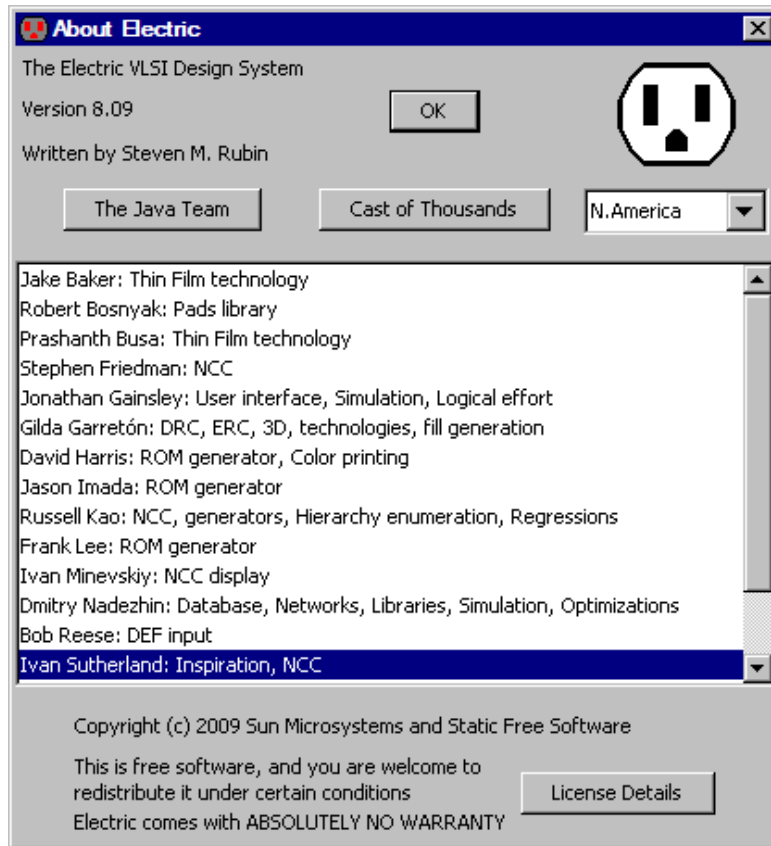 About Electric
The Electric VLSI Design System
Version 8.09
OK
Written by Steven M. Rubin
The Java Team
Cast of Thousands
N.America
Jake Baker: Thin Film technology
Robert Bosnyak: Pads library
Prashanth Busa: Thin Film technology
Stephen Friedman: NCC
Jonathan Gainsley: User interface, Simulation, Logical effort
Gilda Garretón: DRC, ERC, 3D, technologies, fill generation
David Harris: ROM generator, Color printing
Jason Imada: ROM generator
Russell Kao: NCC, generators, Hierarchy enumeration, Regressions
Frank Lee: ROM generator
Ivan Minevskiy: NCC display
Dmitry Nadezhin: Database, Networks, Libraries, Simulation, Optimizations
Bob Reese: DEF input
Ivan Sutherland: Inspiration, NCC
Copyright (c) 2009 Sun Microsystems and Static Free Software
This is free software, and you are welcome to
redistribute it under certain conditions
License Details
Electric comes with ABSOLUTELY NO WARRANTY